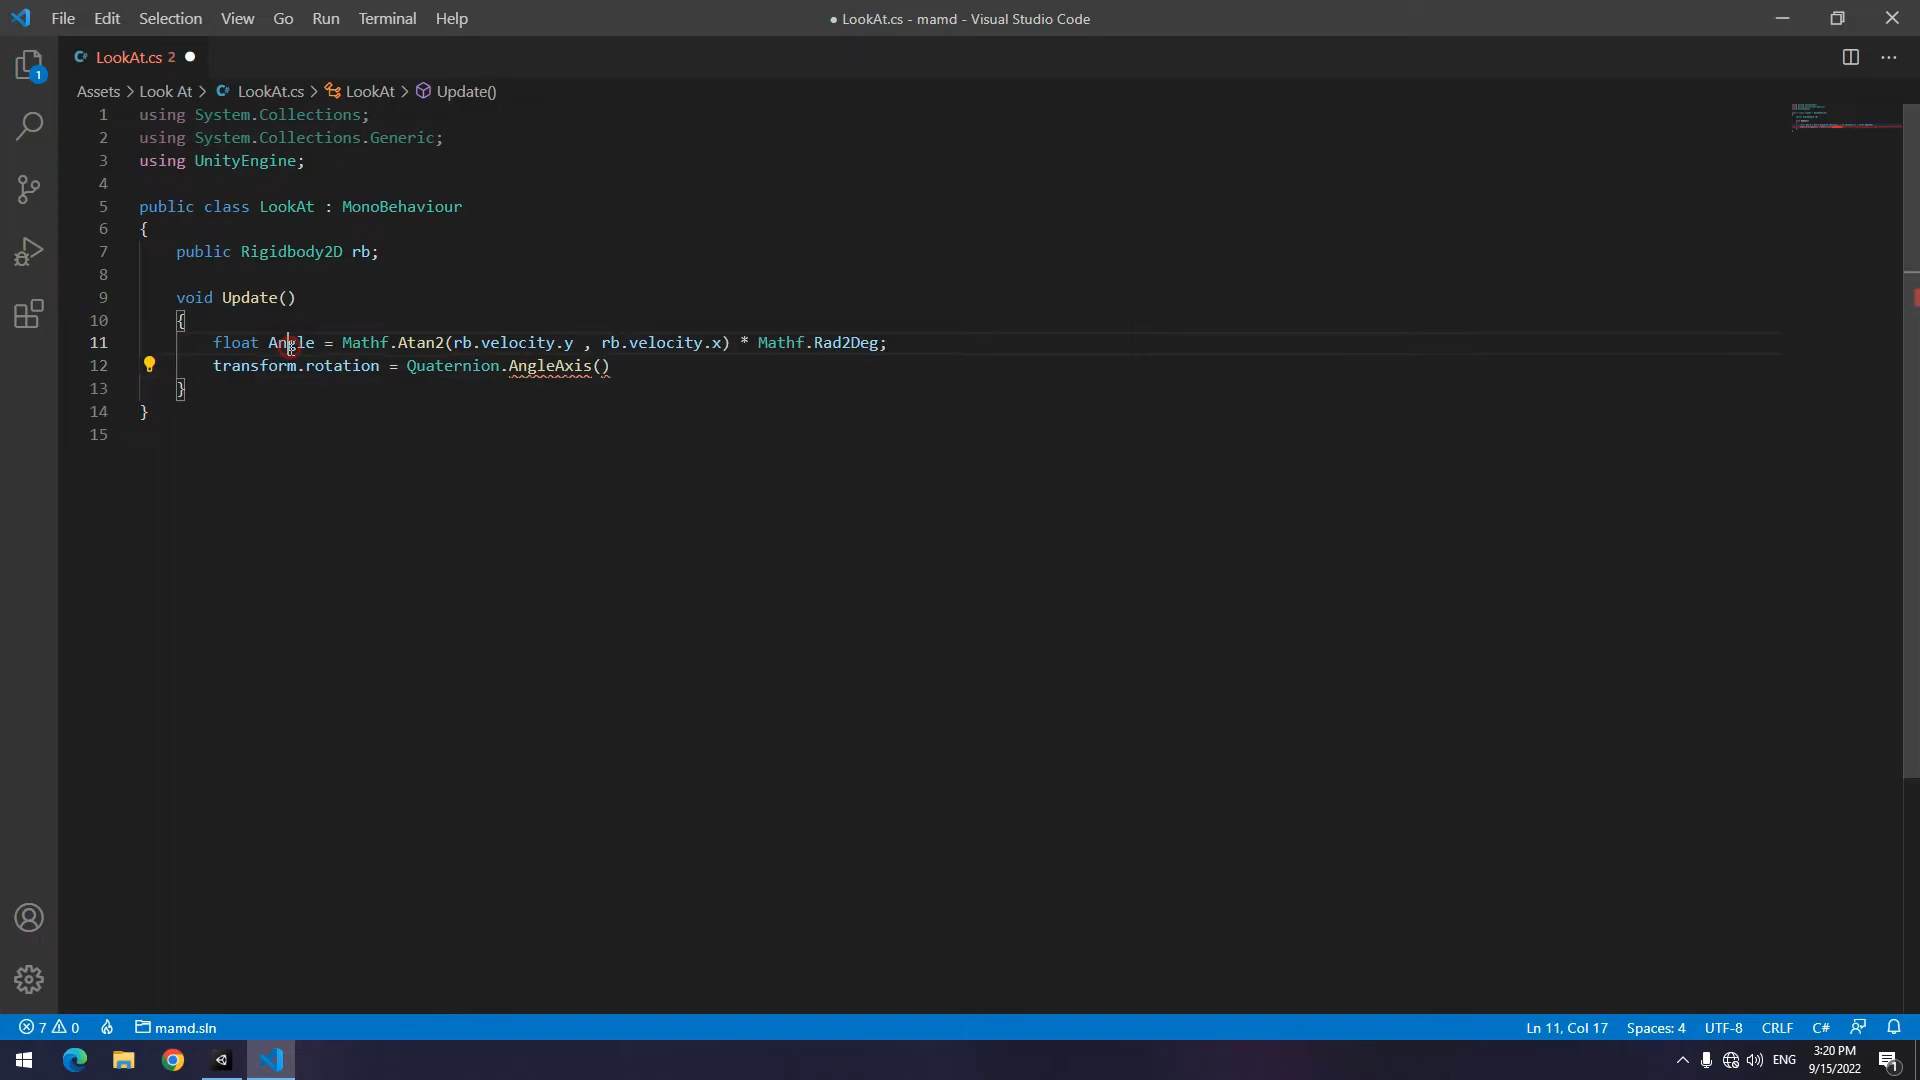 File Edit Selection View Go Run Terminal Help
● LookAt.cs - mamd - Visual Studio Code
LookAt.cs 2 ●
Assets > Look At > LookAt.cs > LookAt > Update()
1 using System.Collections;
2 using System.Collections.Generic;
3 using UnityEngine;
4
5 public class LookAt : MonoBehaviour
6 {
7 public Rigidbody2D rb;
8
9 void Update()
10 {
11 float Angle = Mathf.Atan2(rb.velocity.y , rb.velocity.x) * Mathf.Rad2Deg;
12 transform.rotation = Quaternion.AngleAxis()
13 }
14 }
15
1
7 0 mamd.sln
Ln 11, Col 17 Spaces: 4 UTF-8 CRLF C#
ENG
3:20 PM
9/15/2022
1